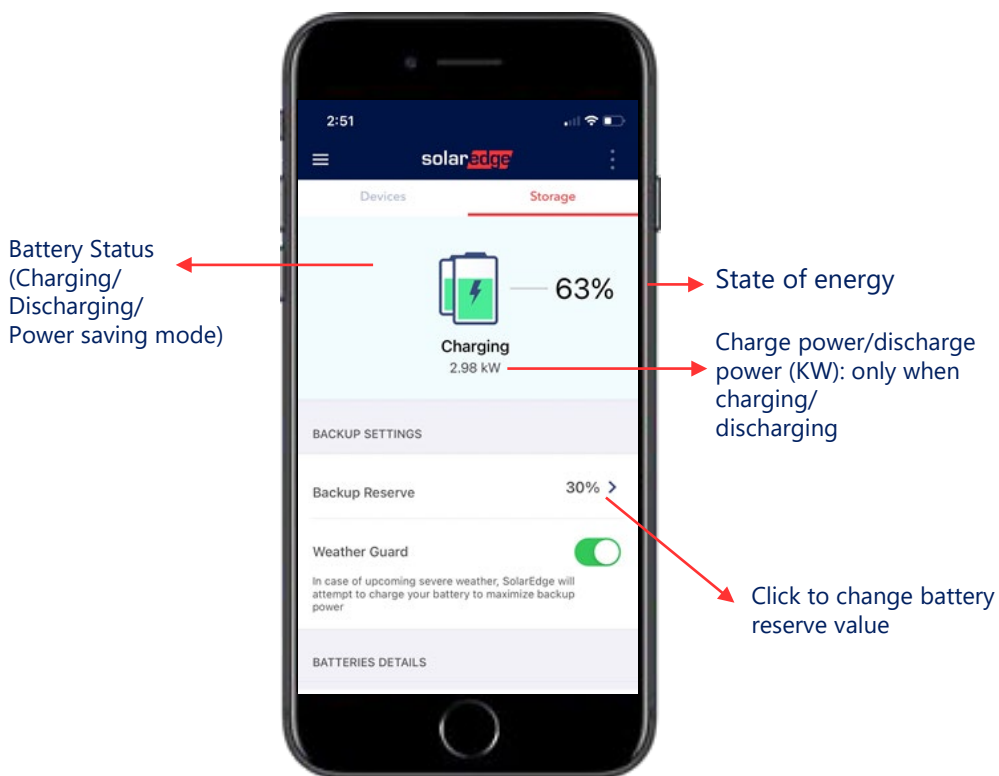 2:51
solaredge
Devices
Storage
Battery Status
(Charging/
Discharging/
Power saving mode)
63%
State of energy
Charging
2.98 kW
Charge power/discharge
power (KW): only when
charging/
discharging
BACKUP SETTINGS
Backup Reserve
30%
Weather Guard
In case of upcoming severe weather, SolarEdge will
attempt to charge your battery to maximize backup
power
Click to change battery
reserve value
BATTERIES DETAILS